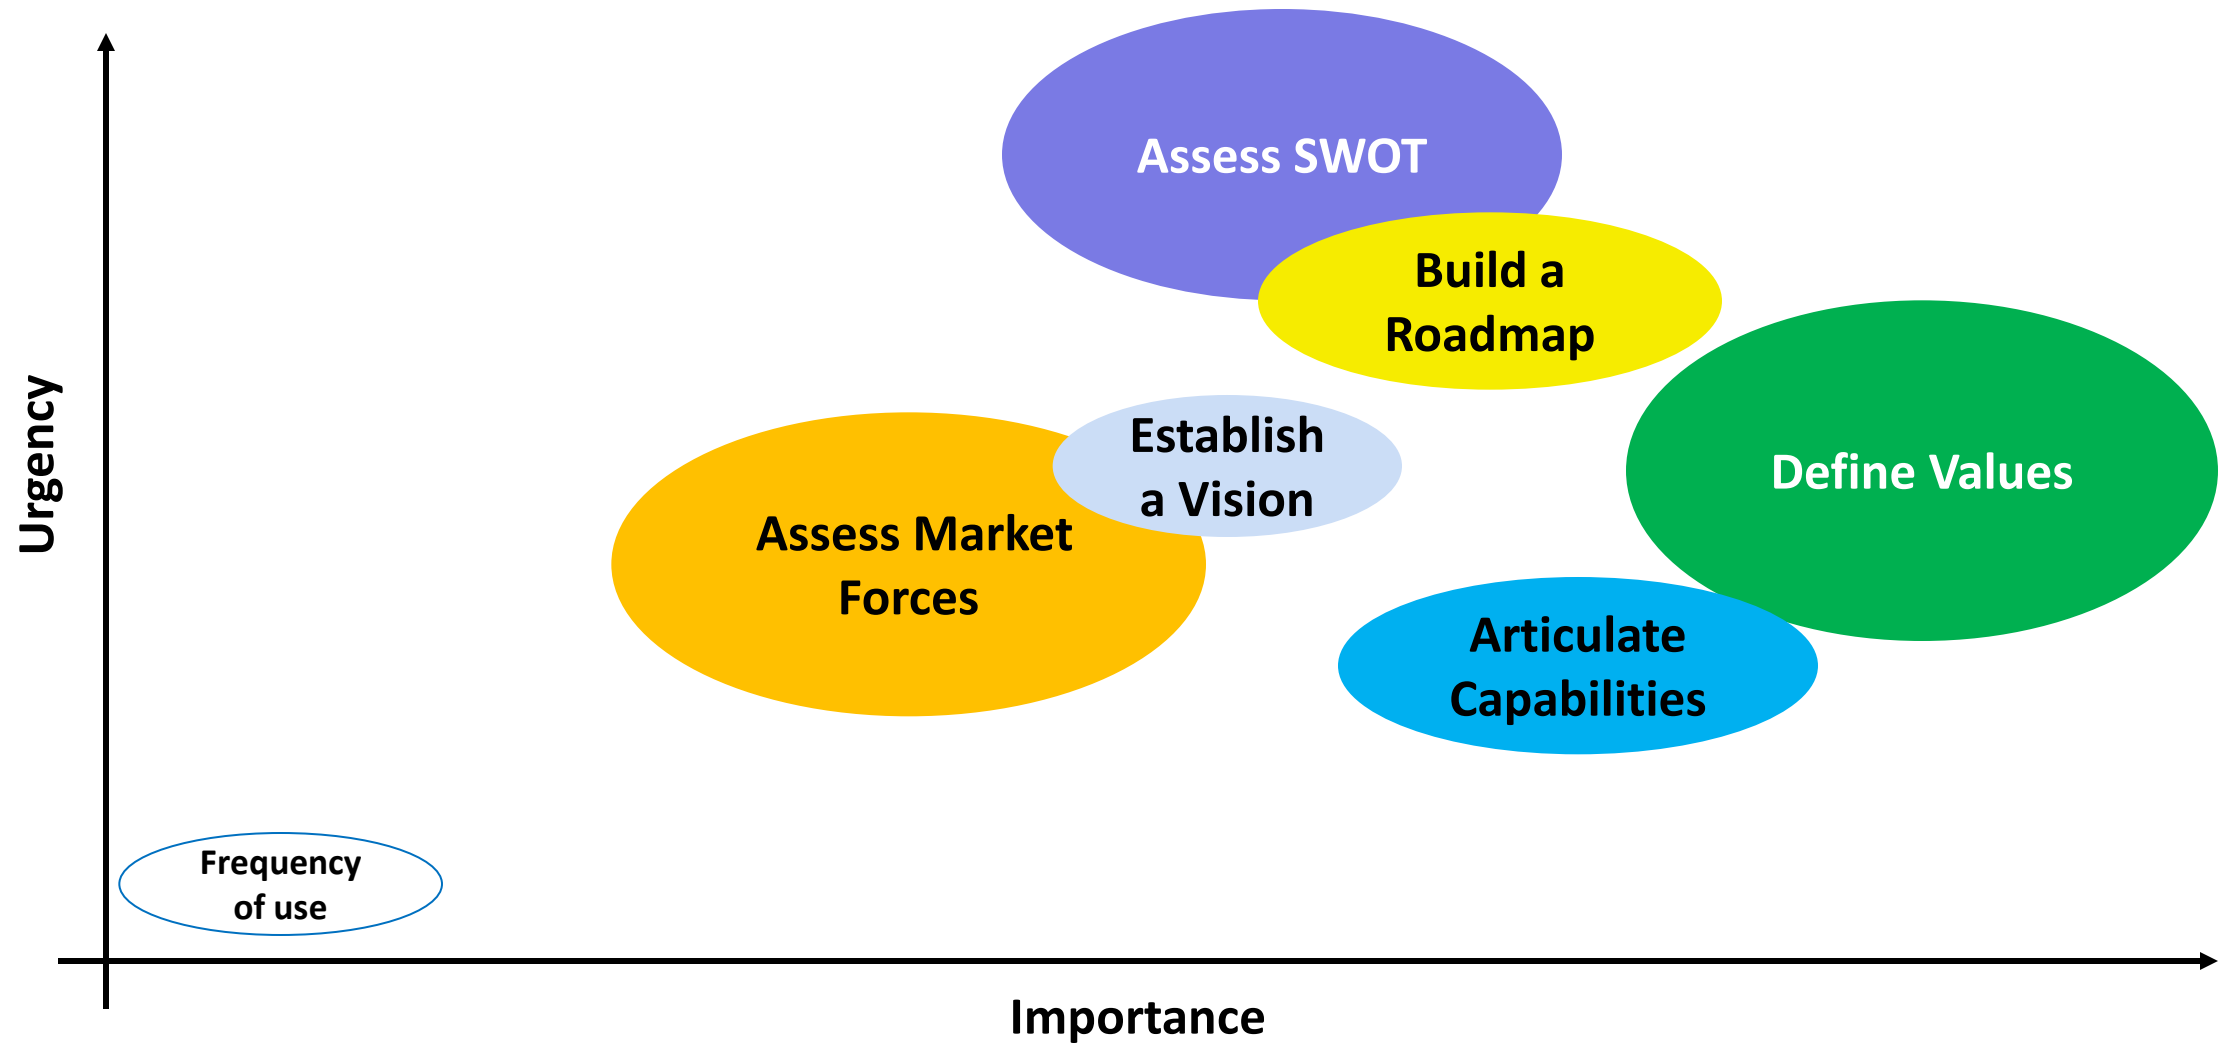 Assess SWOT
Build a
Roadmap
Define Values
Establish
a Vision
Assess Market
Forces
Articulate
Capabilities
Urgency
Frequency
of use
Importance